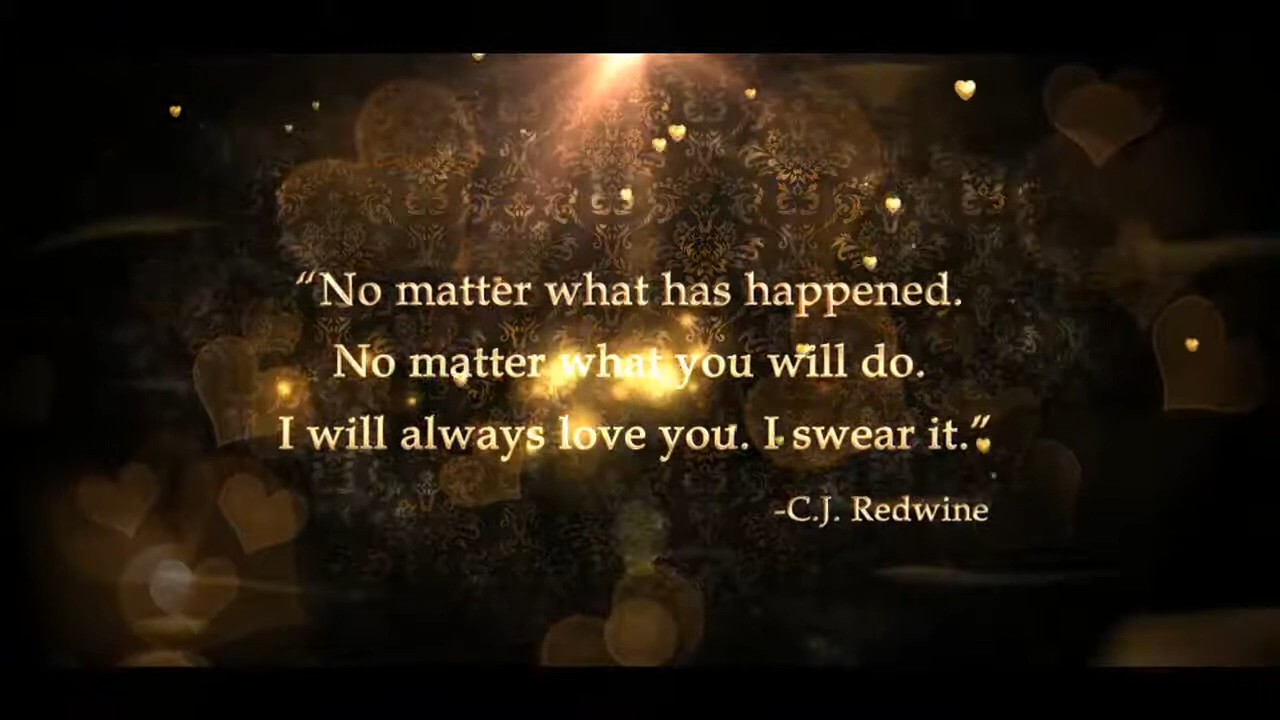 “No matter what has happened.
No matter what you will do.
I will always love you. I swear it.”
-C.J. Redwine